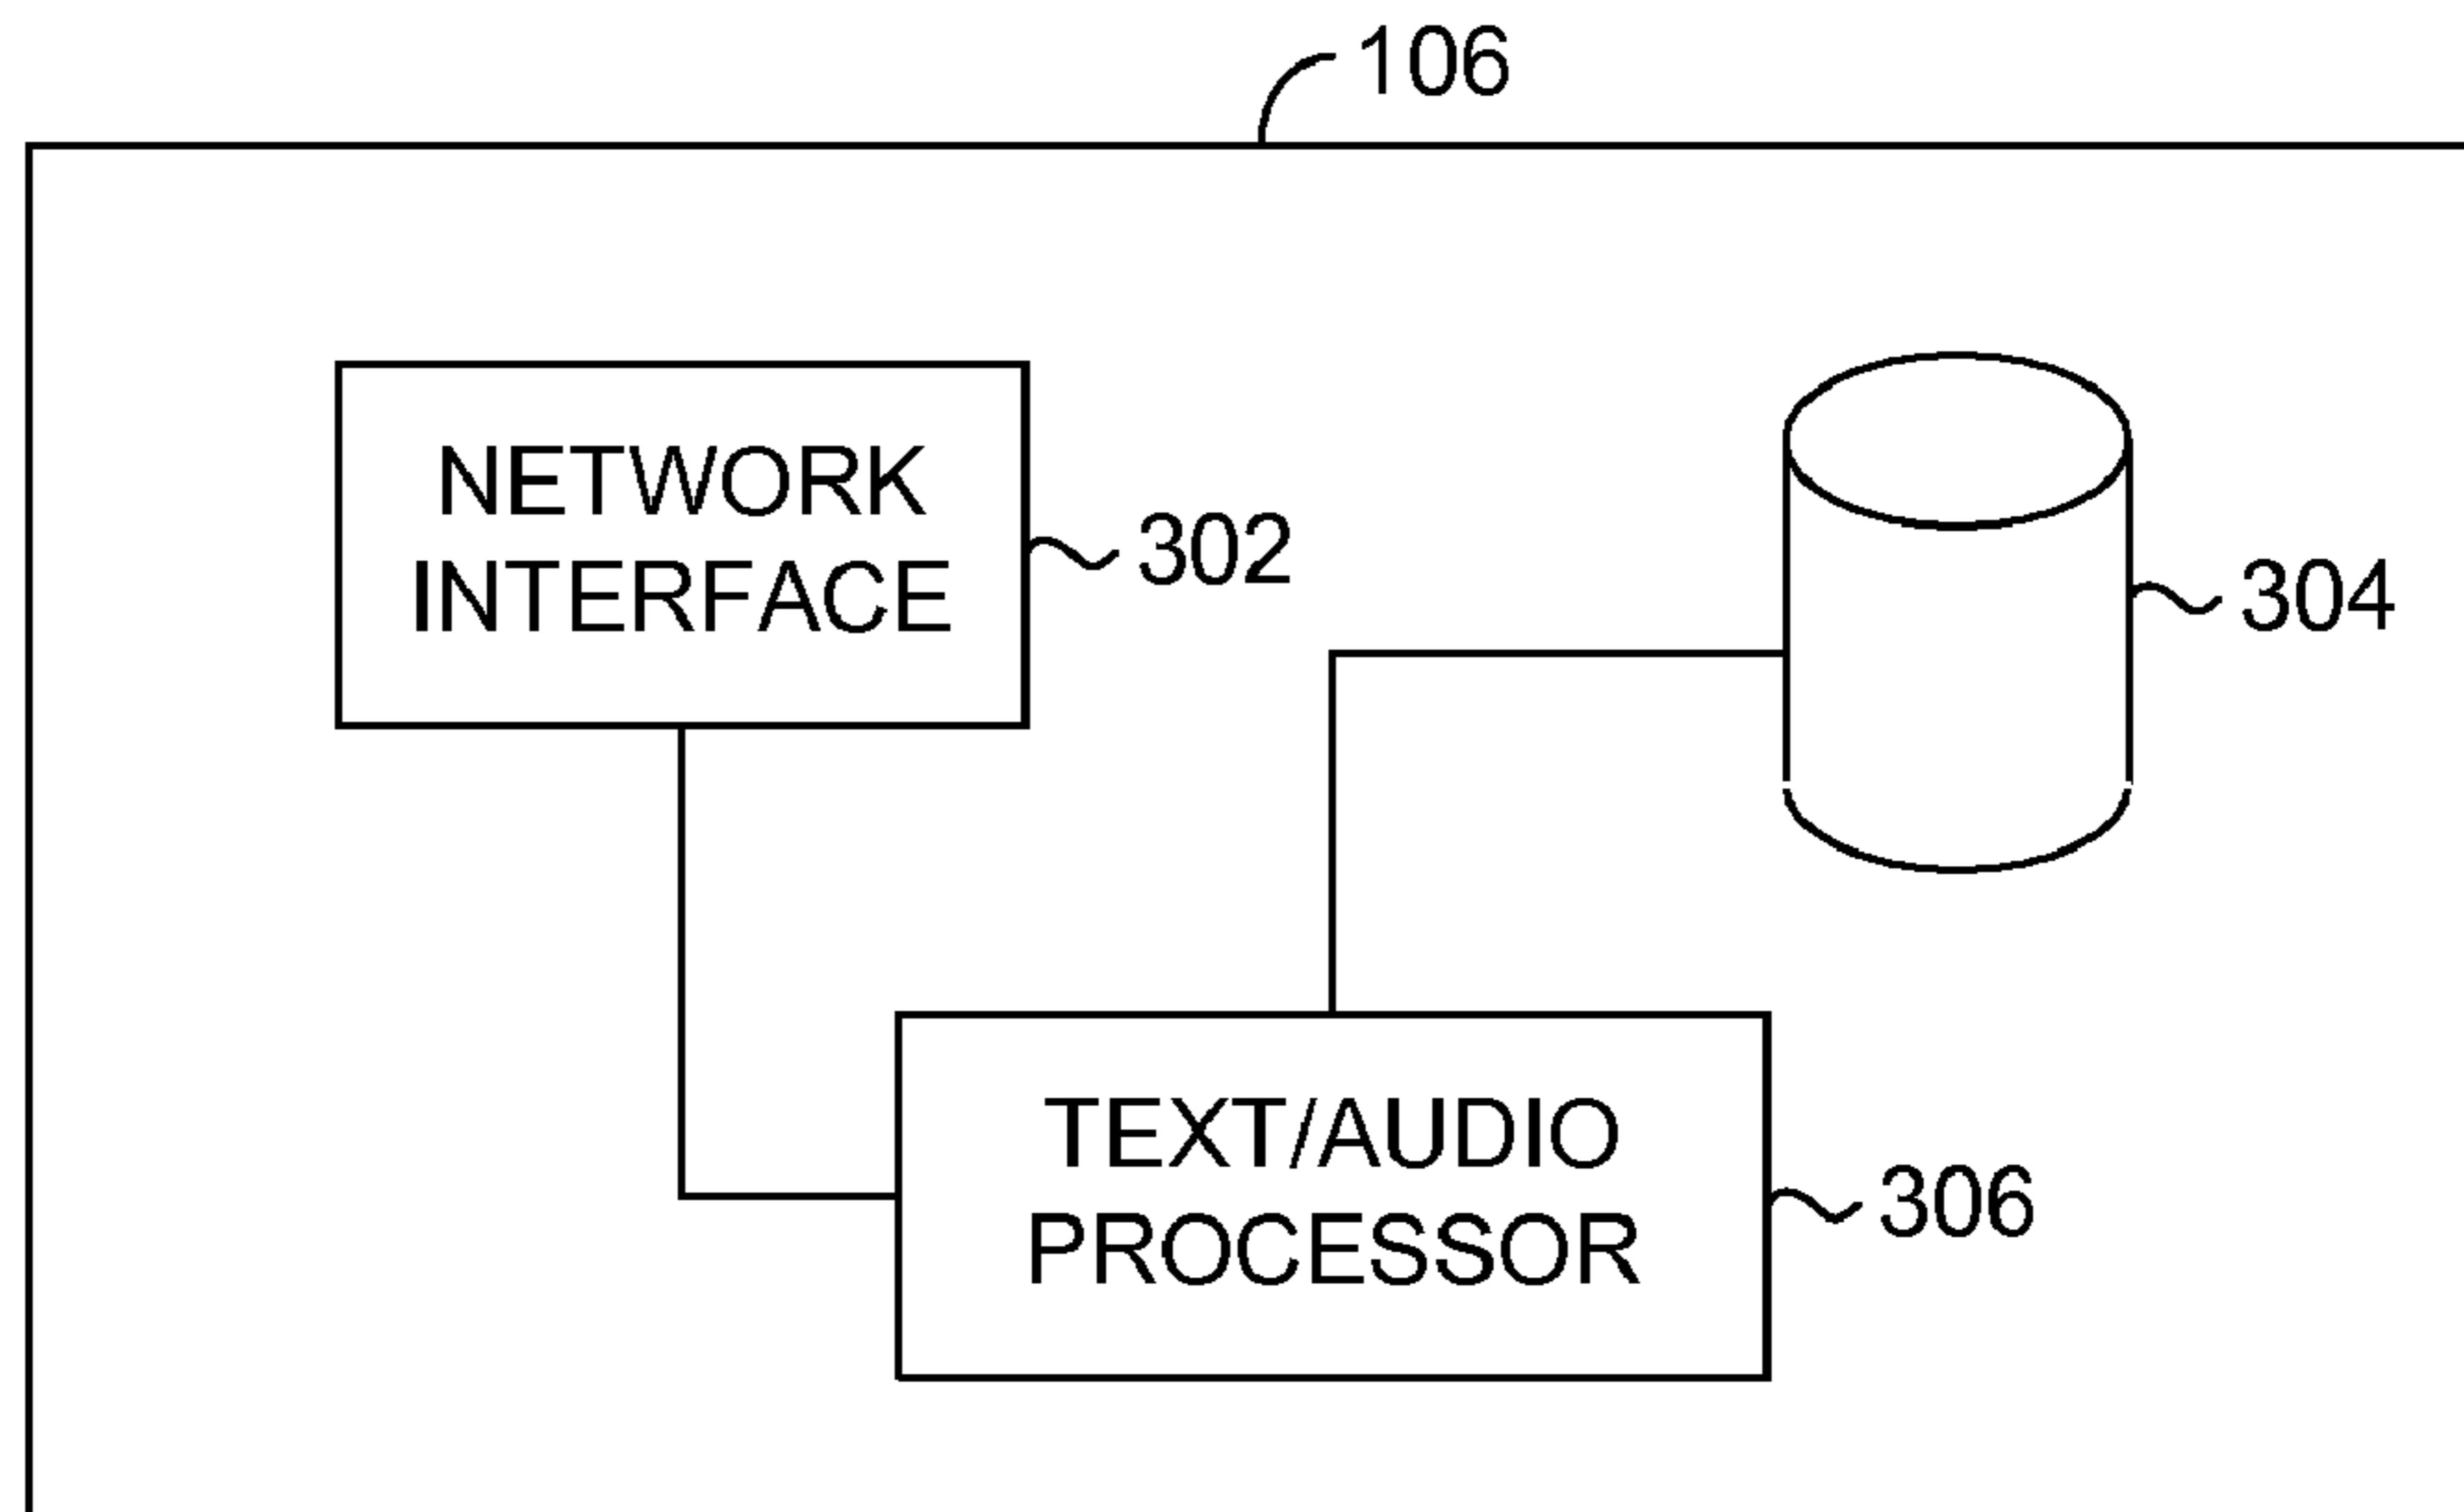 106
NETWORK
INTERFACE
302
304
TEXT/AUDIO
PROCESSOR
306